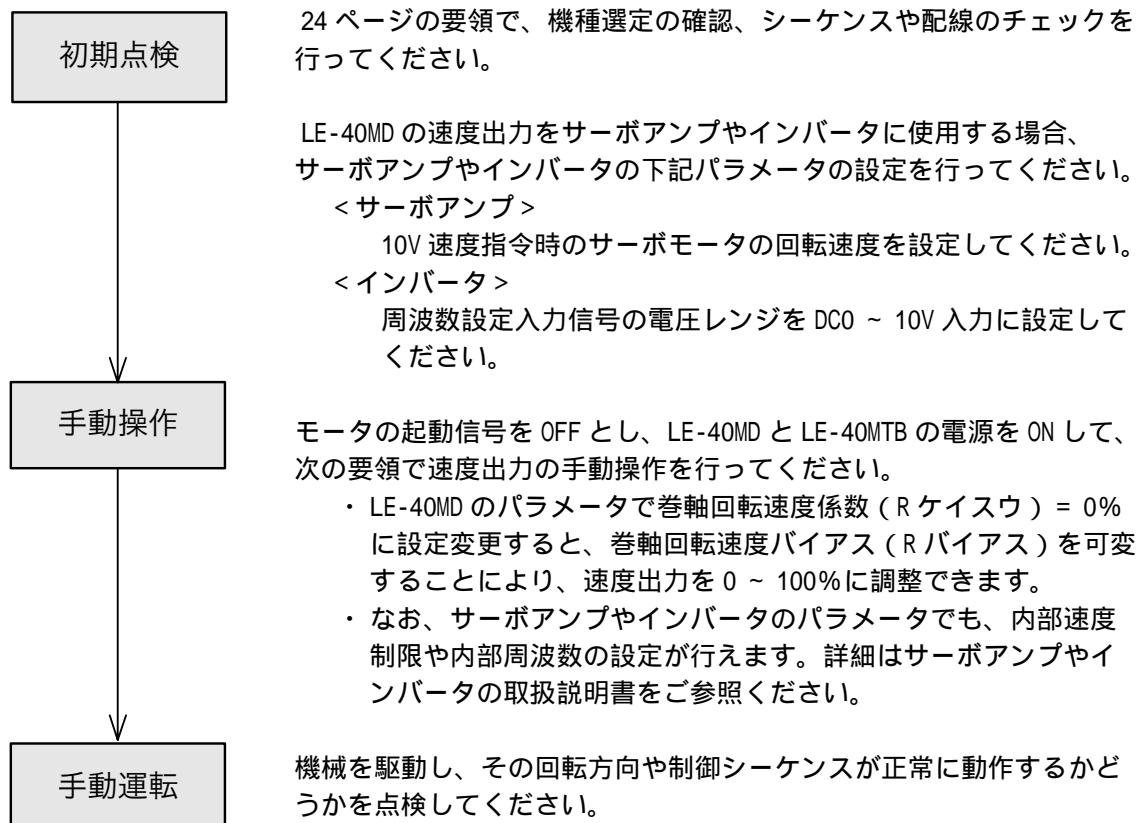 初期点検
24 ページの要領で、機種選定の確認、シーケンスや配線のチェックを
行ってください。
LE-40MD の速度出力をサーボアンプやインバータに使用する場合、
サーボアンプやインバータの下記パラメータの設定を行ってください。
<サーボアンプ>
10V 速度指令時のサーボモータの回転速度を設定してください。
<インバータ>
周波数設定入力信号の電圧レンジを DC0 ~ 10V 入力に設定して
ください。
手動操作
モータの起動信号を OFF とし、LE-40MD と LE-40MTB の電源を ON して、
次の要領で速度出力の手動操作を行ってください。
・ LE-40MD のパラメータで巻軸回転速度係数（R ケイスウ）= 0%
に設定変更すると、巻軸回転速度バイアス（R バイアス）を可変
することにより、速度出力を 0 ~ 100%に調整できます。
・ なお、サーボアンプやインバータのパラメータでも、内部速度
制限や内部周波数の設定が行えます。詳細はサーボアンプやイ
ンバータの取扱説明書をご参照ください。
手動運転
機械を駆動し、その回転方向や制御シーケンスが正常に動作するかど
うかを点検してください。